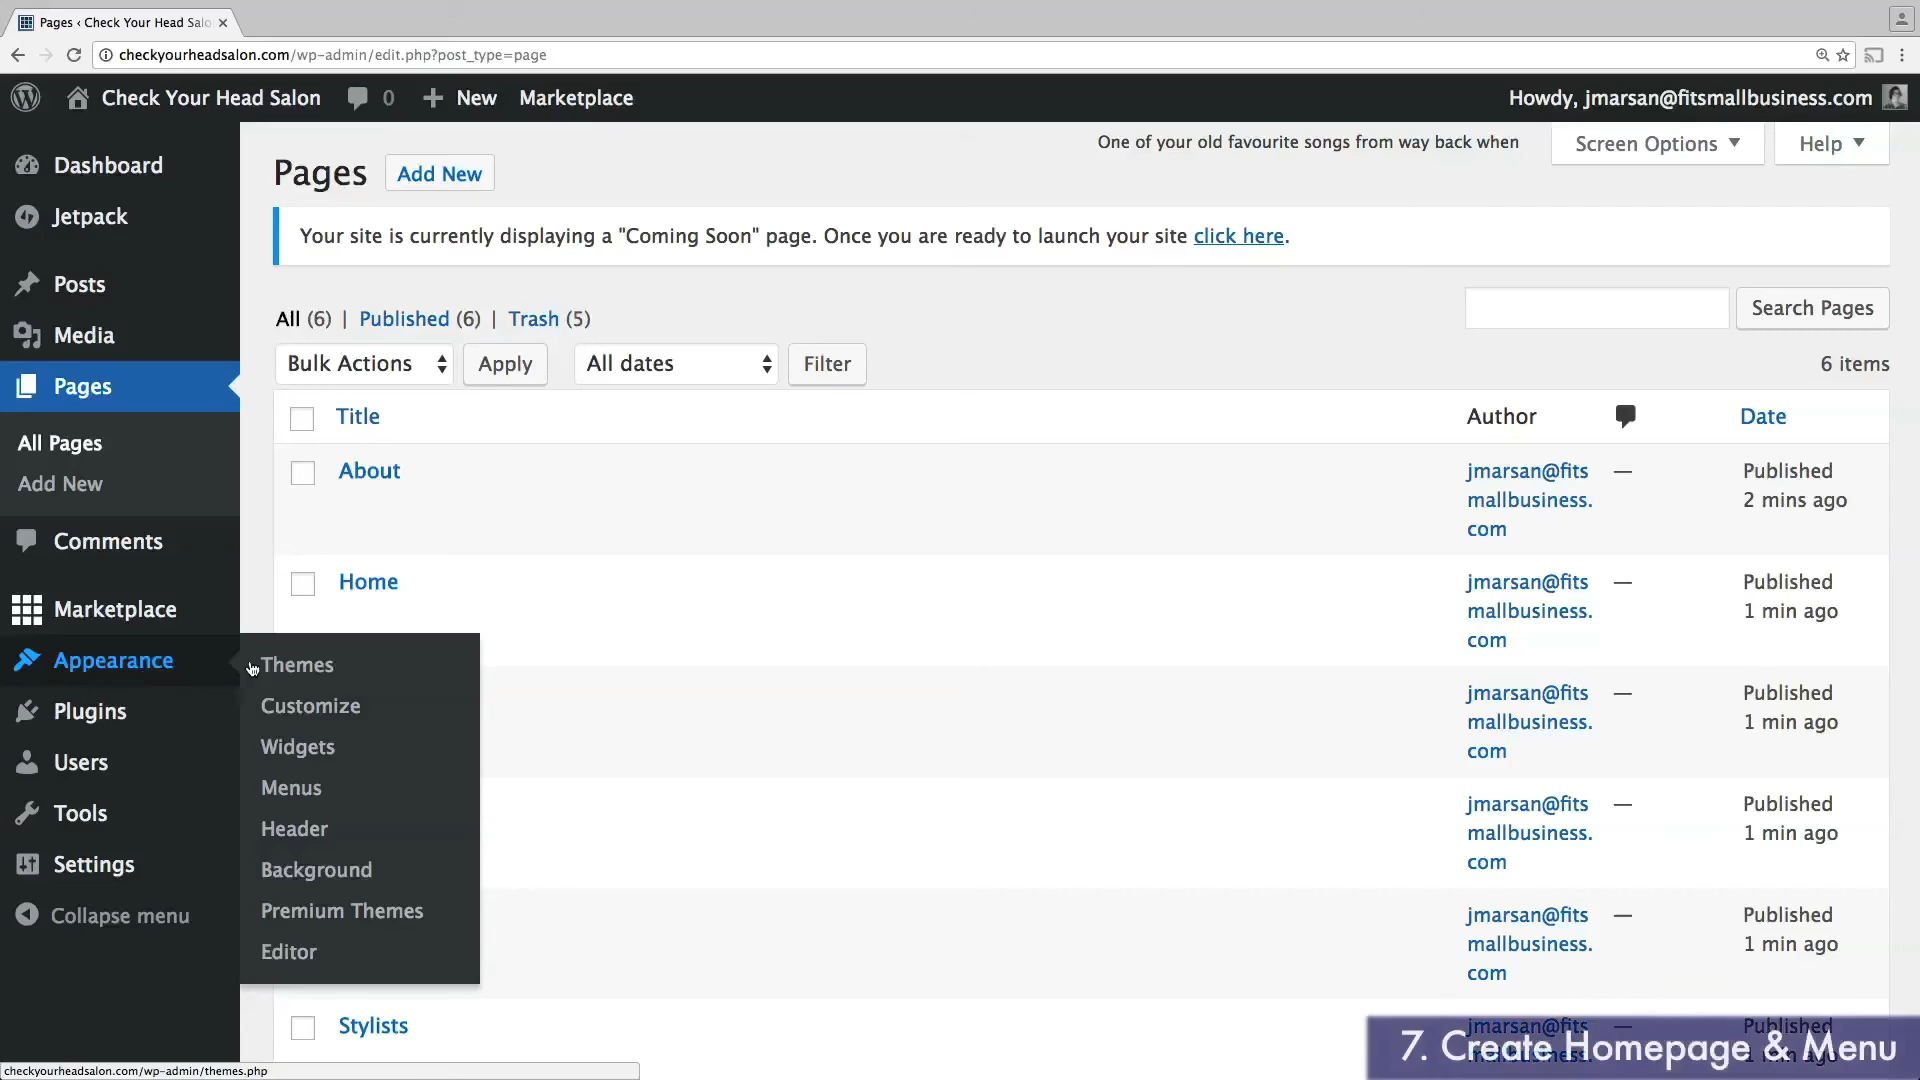 Pages ‹ Check Your Head Salo
checkyourheadsalon.com/wp-admin/edit.php?post_type=page
Check Your Head Salon 0 New Marketplace Howdy, jmarsan@fitsmallbusiness.com
One of your old favourite songs from way back when Screen Options Help
Dashboard
Jetpack
Posts
Media
Pages
All Pages
Add New
Comments
Marketplace
Appearance
Plugins
Users
Tools
Settings
Collapse menu
Themes
Customize
Widgets
Menus
Header
Background
Premium Themes
Editor
Pages Add New
Your site is currently displaying a "Coming Soon" page. Once you are ready to launch your site click here.
All (6) | Published (6) | Trash (5)
Search Pages
Bulk Actions Apply All dates Filter 6 items
Title Author Date
About jmarsan@fits — Published
mallbusiness. 2 mins ago
com
Home jmarsan@fits — Published
mallbusiness. 1 min ago
com
jmarsan@fits — Published
mallbusiness. 1 min ago
com
jmarsan@fits — Published
mallbusiness. 1 min ago
com
jmarsan@fits — Published
mallbusiness. 1 min ago
com
Stylists jmarsan@fits — Published
mallbusiness. 1 min ago
7. Create Homepage & Menu
checkyourheadsalon.com/wp-admin/themes.php